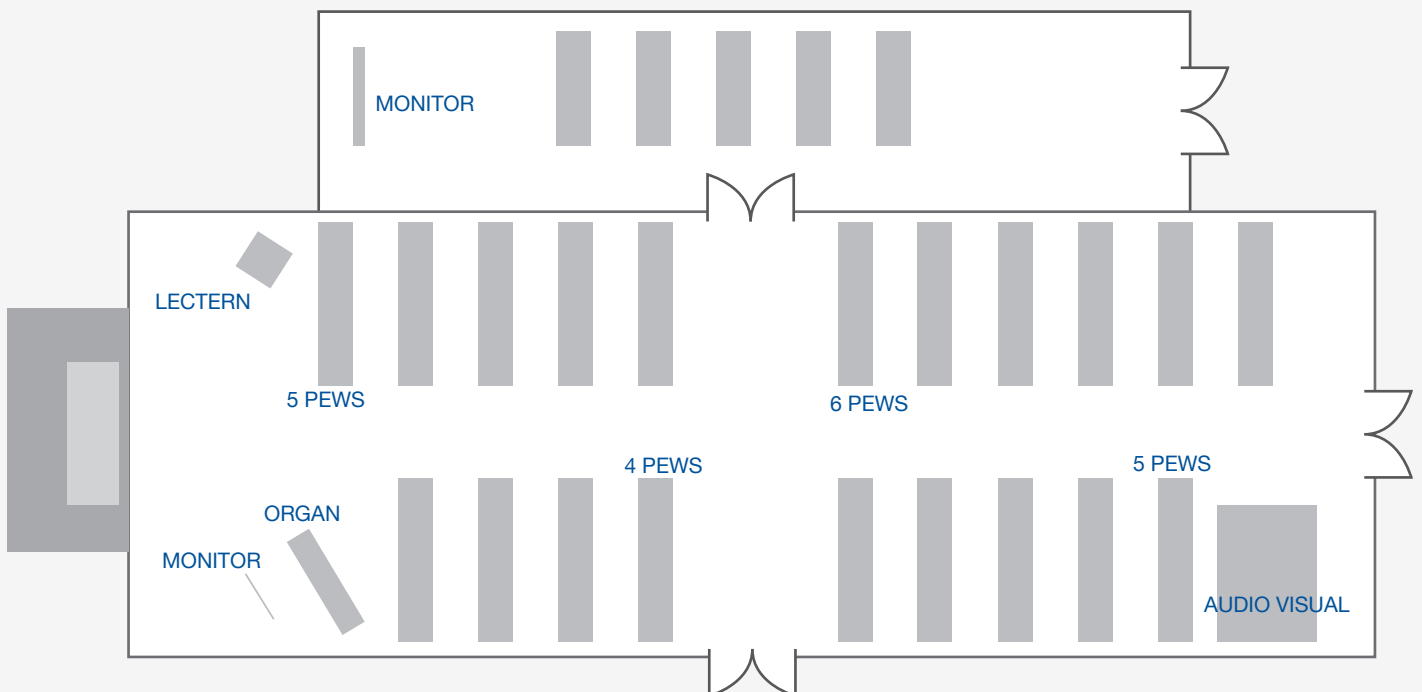 MONITOR
LECTERN
5 PEWS
6 PEWS
4 PEWS
5 PEWS
ORGAN
MONITOR
AUDIO VISUAL